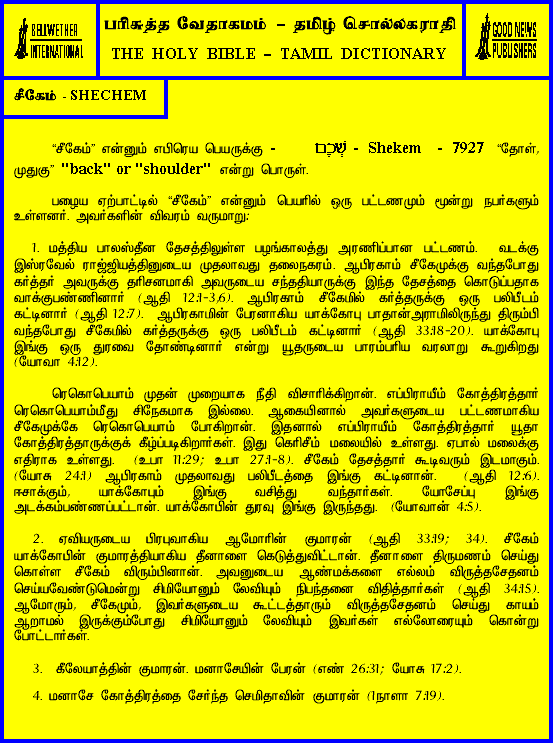 BELLWETHER
INTERNATIONAL
பரிசுத்த வேதாகமம் – தமிழ் சொல்லகராதி
THE HOLY BIBLE – TAMIL DICTIONARY
GOOD NEWS
PUBLISHERS
சீகேம் - SHECHEM
“சீகேம்” என்னும் எபிரெய பெயருக்கு - שְׁכֶם - Shekem - 7927 “தோள்,
முதுகு” "back" or "shoulder" என்று பொருள்.
பழைய ஏற்பாட்டில் “சீகேம்” என்னும் பெயரில் ஒரு பட்டணமும் மூன்று நபர்களும்
உள்ளனர். அவர்களின் விவரம் வருமாறு:
1. மத்திய பாலஸ்தீன தேசத்திலுள்ள பழங்காலத்து அரணிப்பான பட்டணம். வடக்கு
இஸ்ரவேல் ராஜ்ஜியத்தினுடைய முதலாவது தலைநகரம். ஆபிரகாம் சீகேமுக்கு வந்தபோது
கர்த்தர் அவருக்கு தரிசனமாகி அவருடைய சந்ததியாருக்கு இந்த தேசத்தை கொடுப்பதாக
வாக்குபண்ணினார் (ஆதி 12:1-3,6). ஆபிரகாம் சீகேமில் கர்த்தருக்கு ஒரு பலிபீடம்
கட்டினார் (ஆதி 12:7). ஆபிரகாமின் பேரனாகிய யாக்கோபு பாதான்அராமிலிருந்து திரும்பி
வந்தபோது சீகேமில் கர்த்தருக்கு ஒரு பலிபீடம் கட்டினார் (ஆதி 33:18-20). யாக்கோபு
இங்கு ஒரு துரவை தோண்டினார் என்று யூதருடைய பாரம்பரிய வரலாறு கூறுகிறது
(யோவா 4:12).
ரெகொபெயாம் முதன் முறையாக நீதி விசாரிக்கிறான். எப்பிராயீம் கோத்திரத்தார்
ரெகொபெயாம்மீது சிநேகமாக இல்லை. ஆகையினால் அவர்களுடைய பட்டணமாகிய
சீகேமுக்கே ரெகொபெயாம் போகிறான். இதனால் எப்பிராயீம் கோத்திரத்தார் யூதா
கோத்திரத்தாருக்குக் கீழ்ப்படிகிறார்கள். இது கெரிசீம் மலையில் உள்ளது. ஏபால் மலைக்கு
எதிராக உள்ளது. (உபா 11:29; உபா 27:1-8). சீகேம் தேசத்தார் கூடிவரும் இடமாகும்.
(யோசு 24:1) ஆபிரகாம் முதலாவது பலிபீடத்தை இங்கு கட்டினான். (ஆதி 12:6).
ஈசாக்கும், யாக்கோபும் இங்கு வசித்து வந்தார்கள். யோசேப்பு இங்கு
அடக்கம்பண்ணப்பட்டான். யாக்கோபின் துரவு இங்கு இருந்தது. (யோவான் 4:5).
2. ஏவியருடைய பிரபுவாகிய ஆமோரின் குமாரன் (ஆதி 33:19; 34). சீகேம்
யாக்கோபின் குமாரத்தியாகிய தீனாளை கெடுத்துவிட்டான். தீனாளை திருமணம் செய்து
கொள்ள சீகேம் விரும்பினான். அவனுடைய ஆண்மக்களை எல்லம் விருத்தசேதனம்
செய்யவேண்டுமென்று சிமியோனும் லேவியும் நிபந்தனை விதித்தார்கள் (ஆதி 34:15).
ஆமோரும், சீகேமும், இவர்களுடைய கூட்டத்தாரும் விருத்தசேதனம் செய்து காயம்
ஆறாமல் இருக்கும்போது சிமியோனும் லேவியும் இவர்கள் எல்லோரையும் கொன்று
போட்டார்கள்.
3. கீலேயாத்தின் குமாரன். மனாசேயின் பேரன் (எண் 26:31; யோசு 17:2).
4. மனாசே கோத்திரத்தை சேர்ந்த செமிதாவின் குமாரன் (1நாளா 7:19).